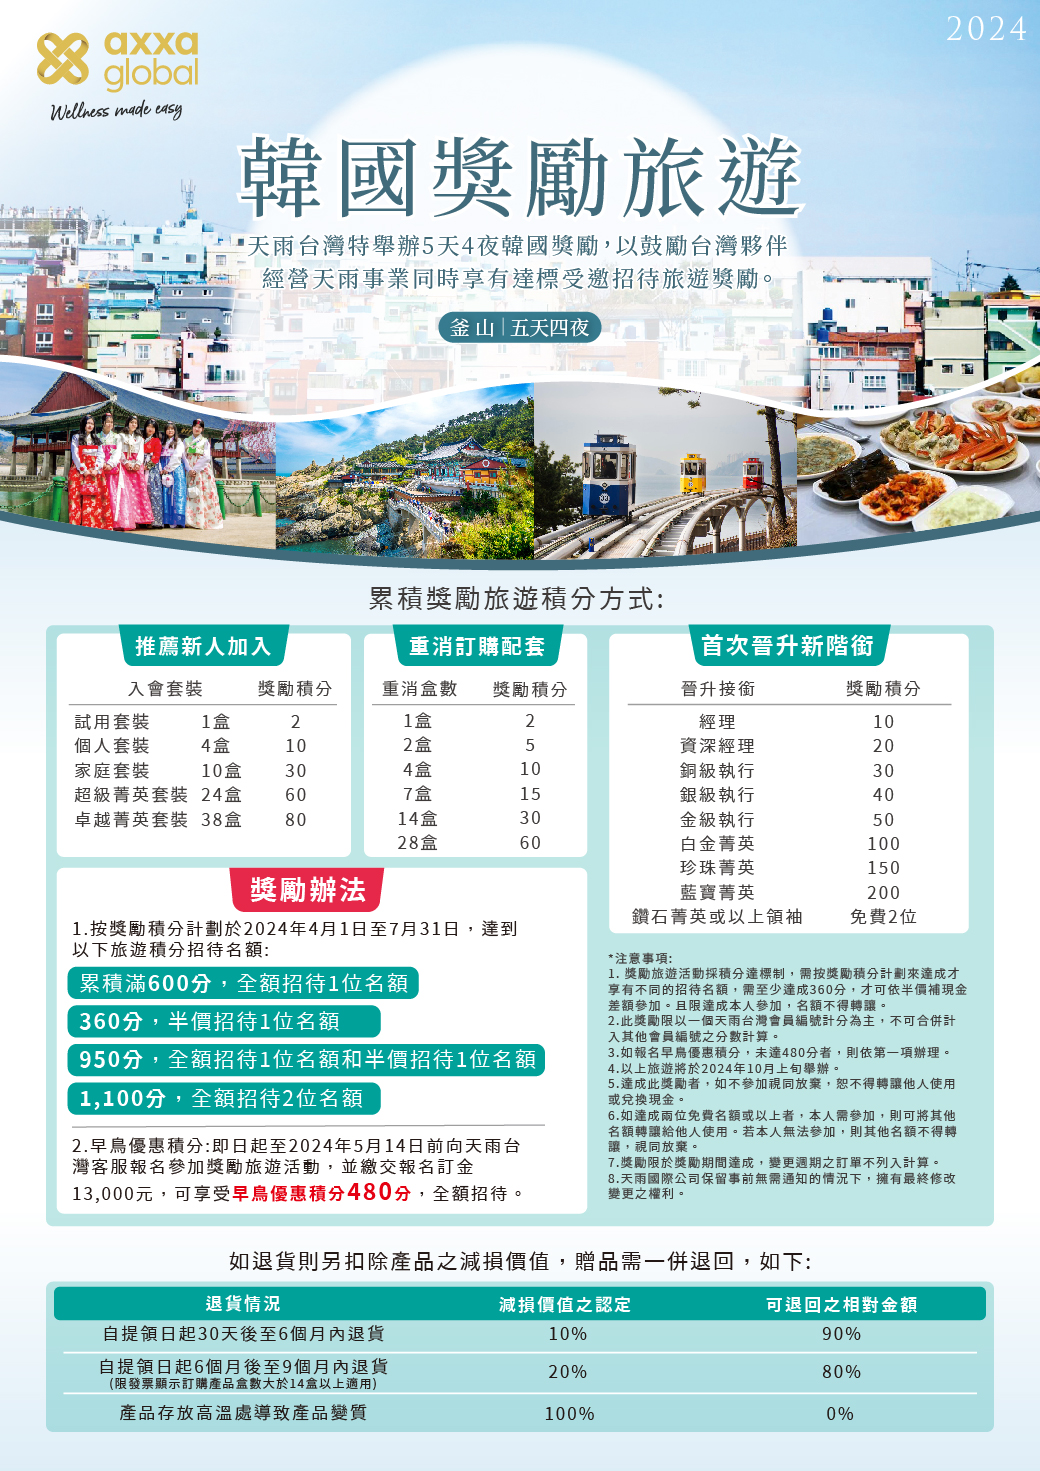 2024
axxa
global
Wellness made easy
韓國獎勵旅遊
天雨台灣特舉辦5天4夜韓國獎勵，以鼓勵台灣夥伴
經營天雨事業同時享有達標受邀招待旅遊獎勵。
釜山|五天四夜
累積獎勵旅遊積分方式:
推薦新人加入
入會套裝 獎勵積分
試用套裝 1盒 2
個人套裝 4盒 10
家庭套裝 10盒 30
超級菁英套裝 24盒 60
卓越菁英套裝 38盒 80
重消訂購配套
重消盒數 獎勵積分
1盒 2
2盒 5
4盒 10
7盒 15
14盒 30
28盒 60
首次晉升新階銜
晉升接銜 獎勵積分
經理 10
資深經理 20
銅級執行 30
銀級執行 40
金級執行 50
白金菁英 100
珍珠菁英 150
藍寶菁英 200
鑽石菁英或以上領袖 免費2位
獎勵辦法
1.按獎勵積分計劃於2024年4月1日至7月31日，達到
以下旅遊積分招待名額:
累積滿600分，全額招待1位名額
360分，半價招待1位名額
950分，全額招待1位名額和半價招待1位名額
1,100分，全額招待2位名額
2.早鳥優惠積分:即日起至2024年5月14日前向天雨台
灣客服報名參加獎勵旅遊活動，並繳交報名訂金
13,000元，可享受早鳥優惠積分480分，全額招待。
*注意事項:
1. 獎勵旅遊活動採積分達標制，需按獎勵積分計劃來達成才
享有不同的招待名額，需至少達成360分，才可依半價補現金
差額參加。且限達成本人參加，名額不得轉讓。
2.此獎勵限以一個天雨台灣會員編號計分為主，不可合併計
入其他會員編號之分數計算。
3.如報名早鳥優惠積分，未達480分者，則依第一項辦理。
4.以上旅遊將於2024年10月上旬舉辦。
5.達成此獎勵者，如不參加視同放棄，恕不得轉讓他人使用
或兌換現金。
6.如達成兩位免費名額或以上者，本人需參加，則可將其他
名額轉讓給他人使用。若本人無法參加，則其他名額不得轉
讓，視同放棄。
7.獎勵限於獎勵期間達成，變更週期之訂單不列入計算。
8.天雨國際公司保留事前無需通知的情況下，擁有最終修改
變更之權利。
如退貨則另扣除產品之減損價值，贈品需一併退回，如下:
退貨情況 減損價值之認定 可退回之相對金額
自提領日起30天後至6個月內退貨 10% 90%
自提領日起6個月後至9個月內退貨 20% 80%
(限發票顯示訂購產品盒數大於14盒以上適用)
產品存放高溫處導致產品變質 100% 0%